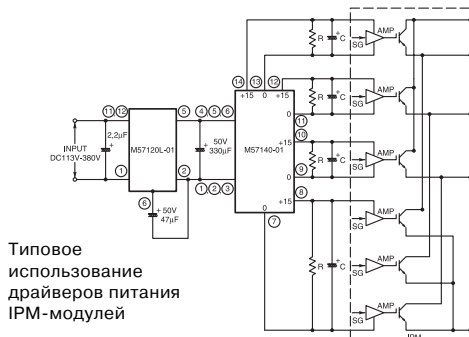 14 13 12
R + C SG AMP
+15 0 +15
R + C SG AMP
0
11
11 12 5 4 5 6
10
INPUT
DC113V-380V
2,2µF
+
M57120L-01
50V
330µF
+
M57140-01
+15
R + C SG AMP
0
9
1 2 1 2 3
8
+15
6
+ 50V
47µF
0
7
R + C SG AMP
SG AMP
SG AMP
Типовое
использование
драйверов питания
IPM-модулей